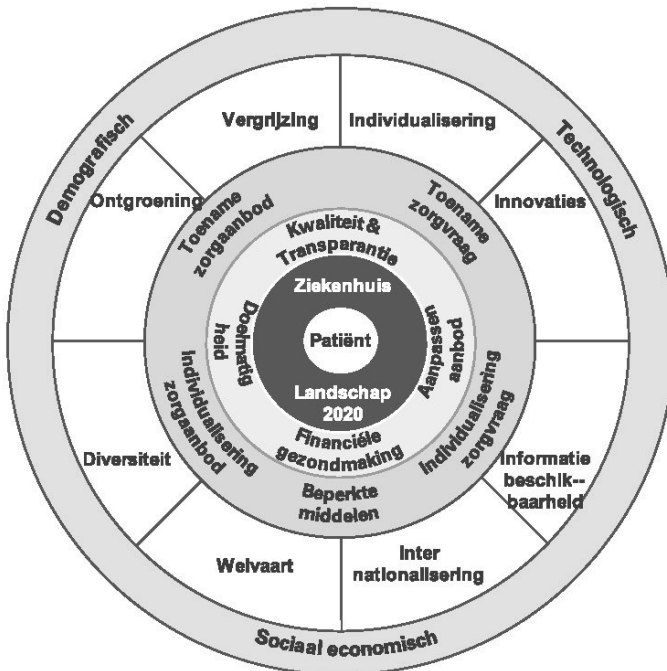 Demografisch
Technologisch
Vergrijzing
Individualisering
Ontgroening
Innovaties
Toename
zorgaanbod
Toename
zorgvraag
Kwaliteit &
Transparantie
Ziekenhuis
Doelmatig
heid
Patiënt
Aanpassen
aanbod
Landschap
2020
Individualisering
zorgaanbod
Financiële
gezondmaking
Individualisering
zorgvraag
Diversiteit
Beperkte
middelen
Informatie
beschik--
baarheid
Welvaart
Inter
nationalisering
Sociaal economisch